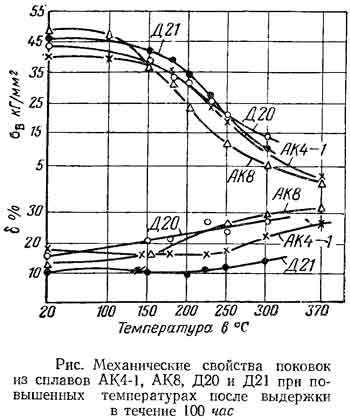 55
45
35
25
15
5
σв кГ/мм²
Д21
Д20
АК4-1
АК8
30
20
10
δ %
Д20
АК8
АК4-1
Д21
20 100 150 200 250 300 370
Температура в °С
Рис. Механические свойства поковок
из сплавов АК4-1, АК8, Д20 и Д21 при по-
вышенных температурах после выдержки
в течение 100 час